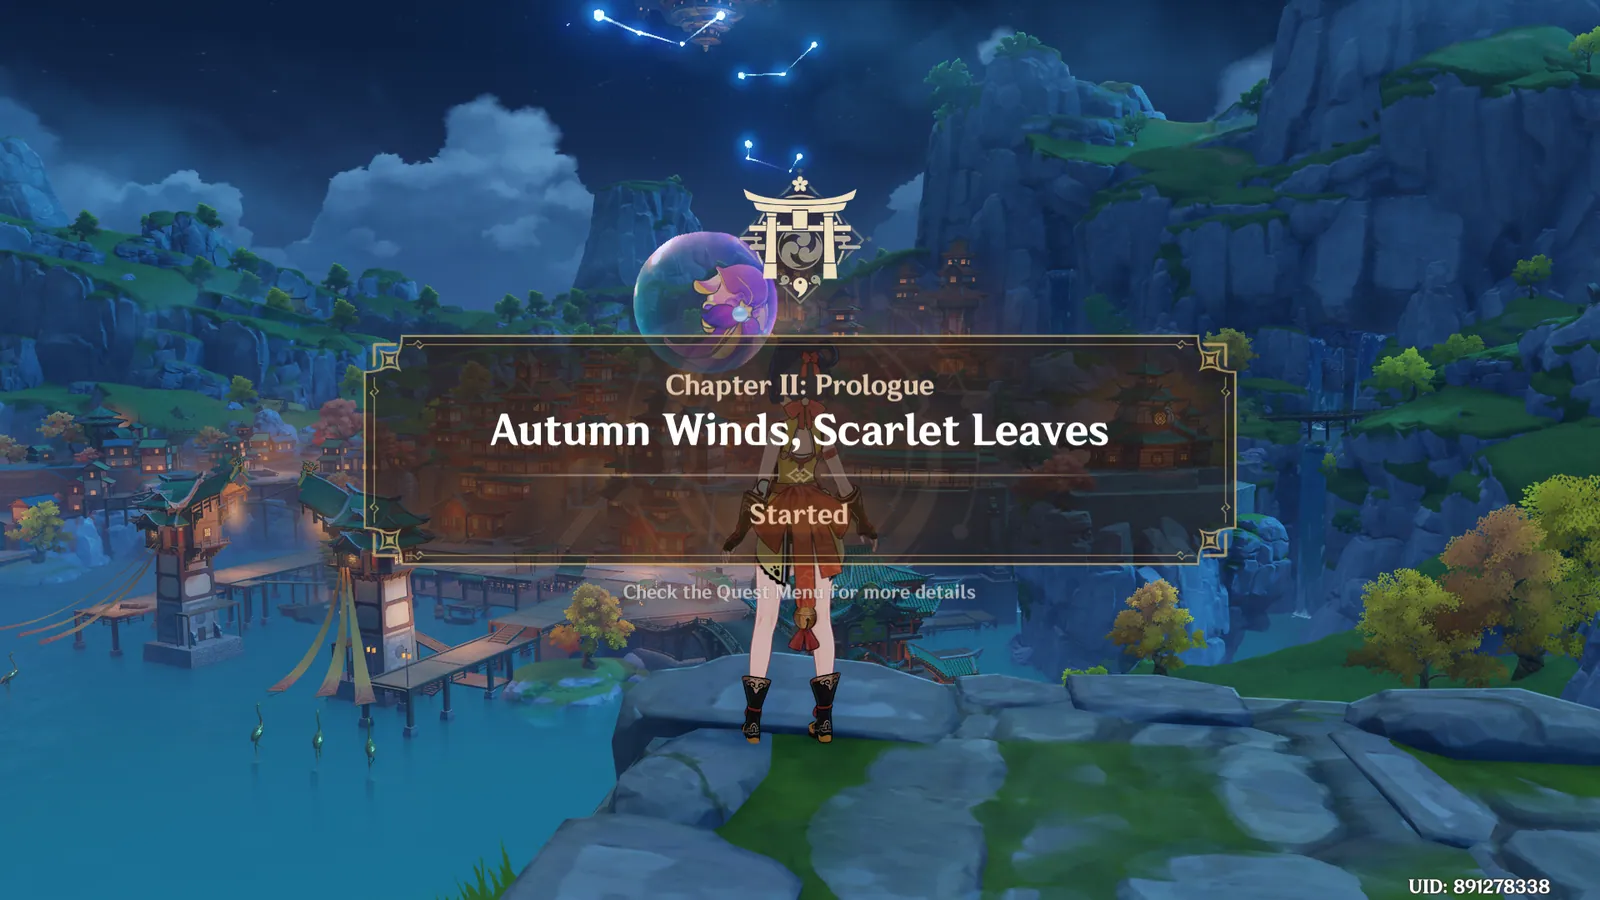 Chapter II: Prologue
Autumn Winds, Scarlet Leaves
Started
Check the Quest Menu for more details
UID: 891278338